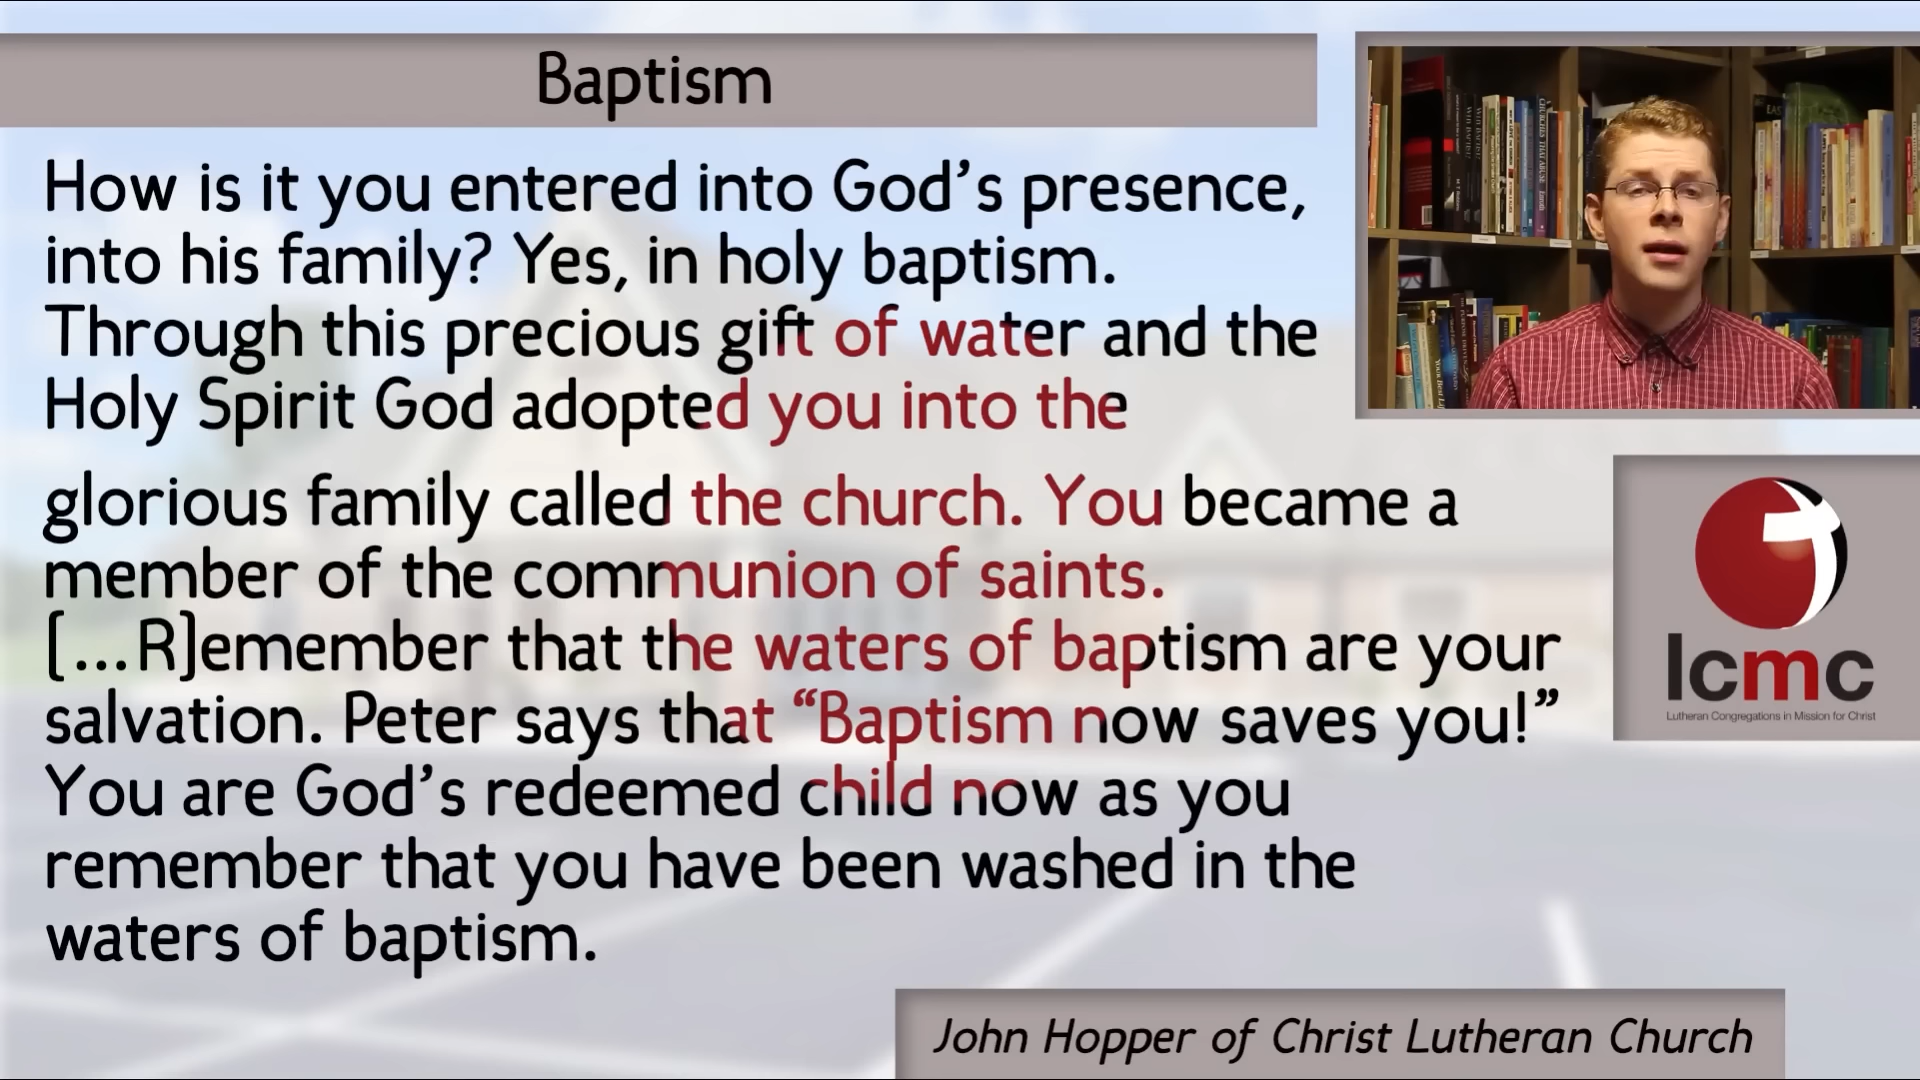 Baptism
How is it you entered into God’s presence,
into his family? Yes, in holy baptism.
Through this precious gift of water and the
Holy Spirit God adopted you into the
glorious family called the church. You became a
member of the communion of saints.
[...R]emember that the waters of baptism are your
salvation. Peter says that “Baptism now saves you!”
You are God’s redeemed child now as you
remember that you have been washed in the
waters of baptism.
lcmc
Lutheran Congregations in Mission for Christ
John Hopper of Christ Lutheran Church